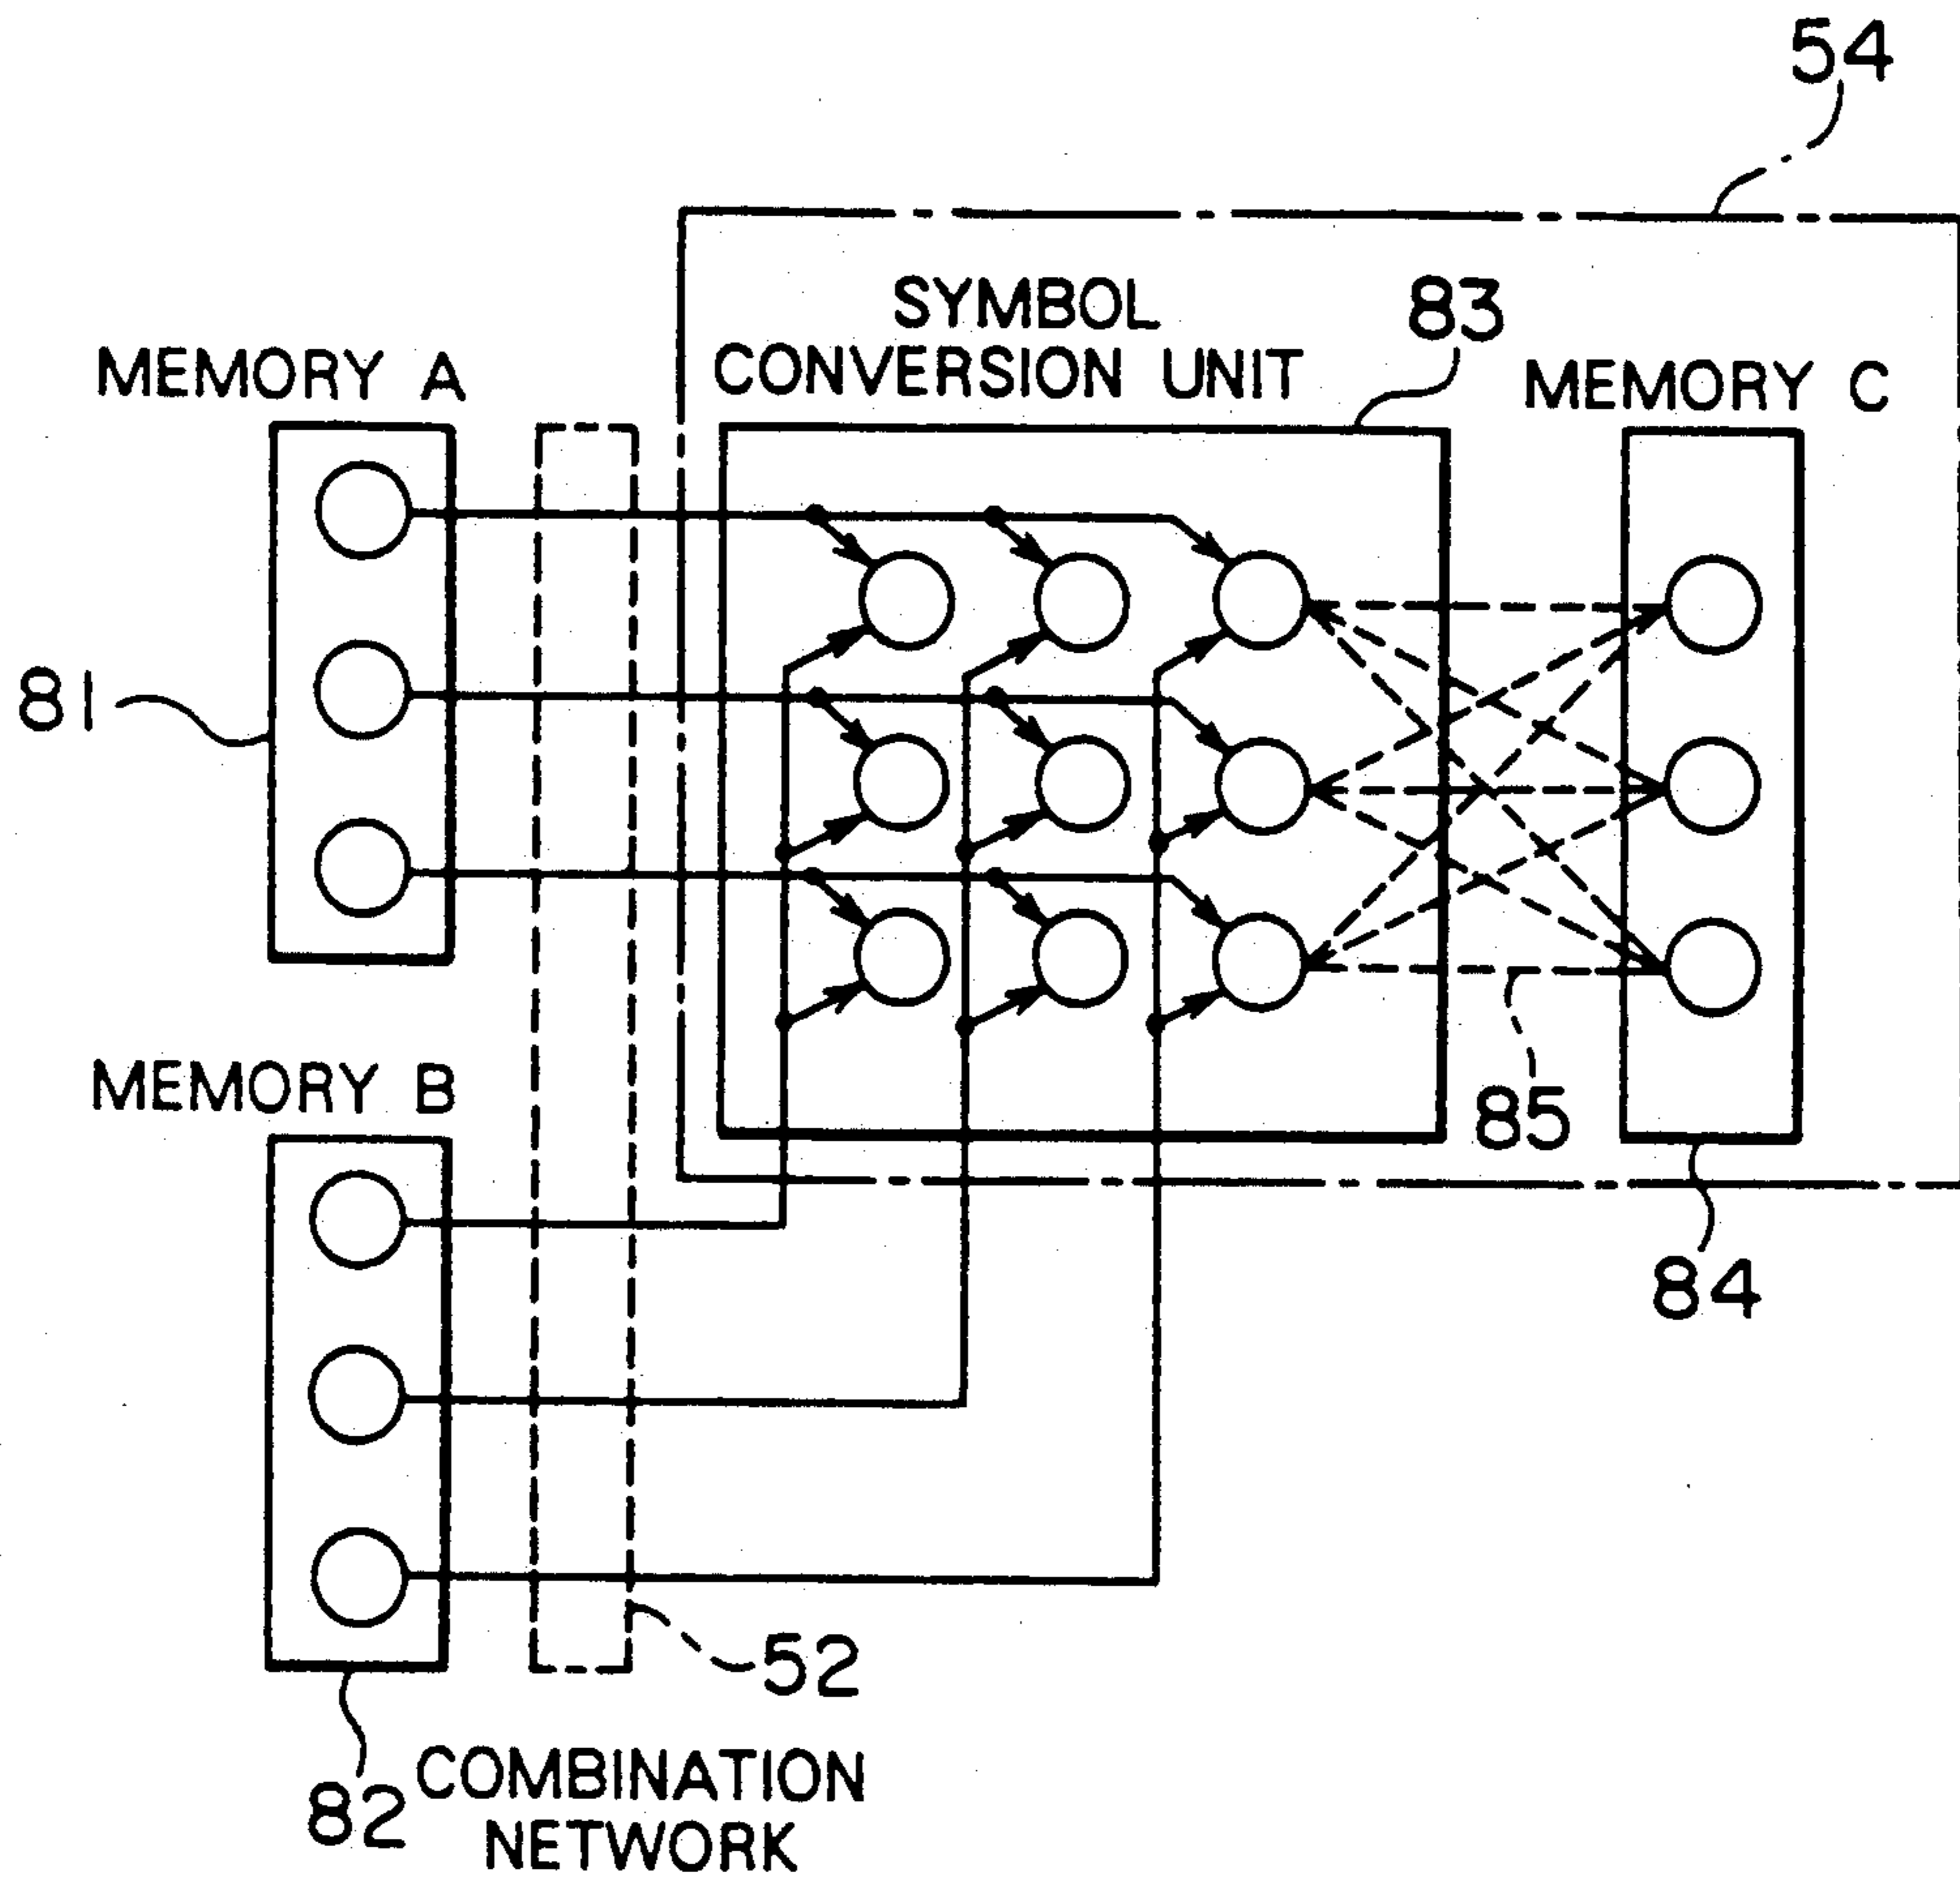 54
SYMBOL
CONVERSION UNIT
83
MEMORY A
MEMORY C
81
MEMORY B
85
84
52
82
COMBINATION
NETWORK